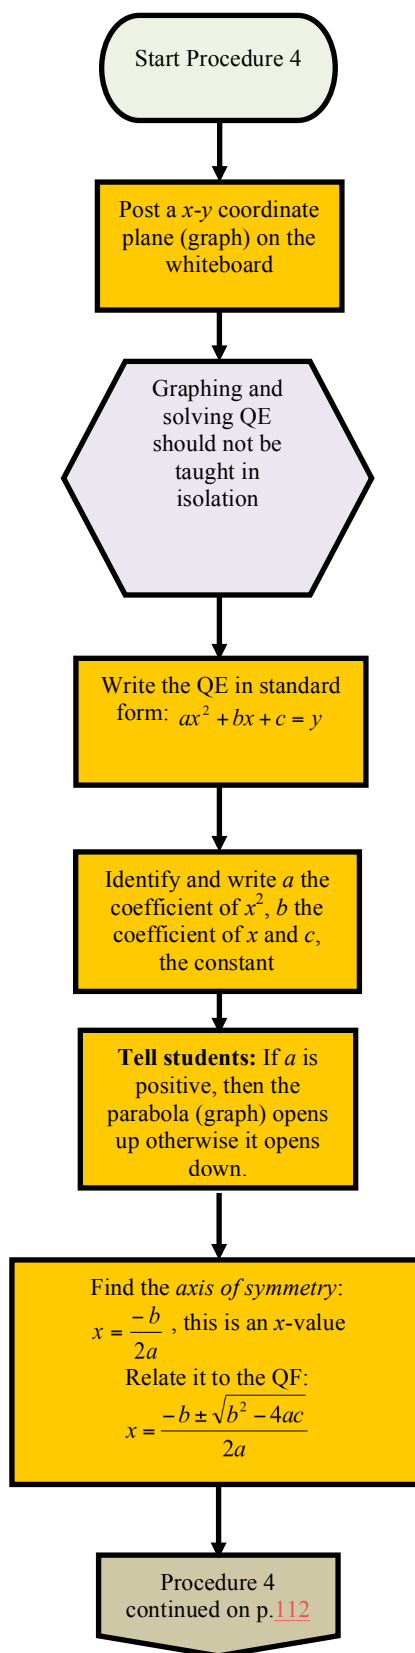 Start Procedure 4
Post a x-y coordinate
plane (graph) on the
whiteboard
Graphing and
solving QE
should not be
taught in
isolation
Write the QE in standard
form: ax² + bx + c = y
Identify and write a the
coefficient of x², b the
coefficient of x and c,
the constant
Tell students: If a is
positive, then the
parabola (graph) opens
up otherwise it opens
down.
Find the axis of symmetry:
x = -b/2a , this is an x-value
Relate it to the QF:
x = (-b ± √(b² - 4ac))/2a
Procedure 4
continued on p.112